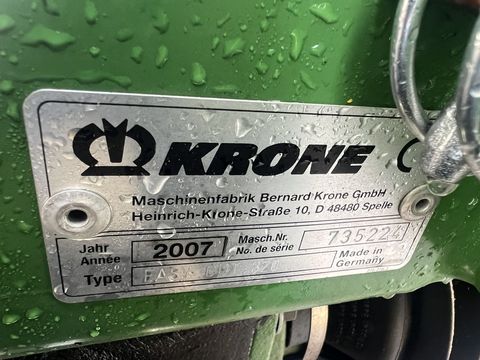 KRONE
Maschinenfabrik Bernard Krone GmbH
Heinrich-Krone-Straße 10, D 48480 Spelle
Jahr 2007 Masch.Nr. 735224
Année No. de série
Type EASY Made in
Germany